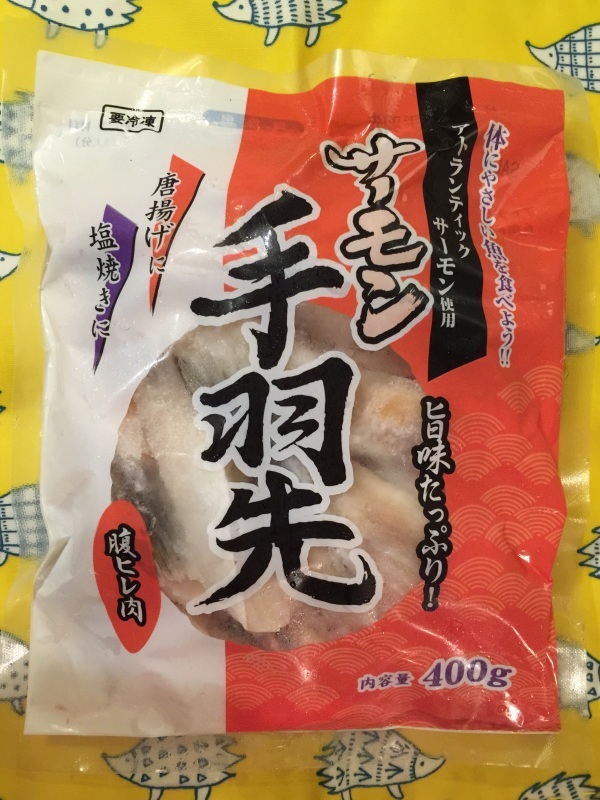 要冷凍
体にやさしい魚を食べよう!!
アトランティック
サーモン使用
サーモン
手羽先
唐揚げに
塩焼きに
旨味たっぷり!
腹ヒレ肉
内容量 400g